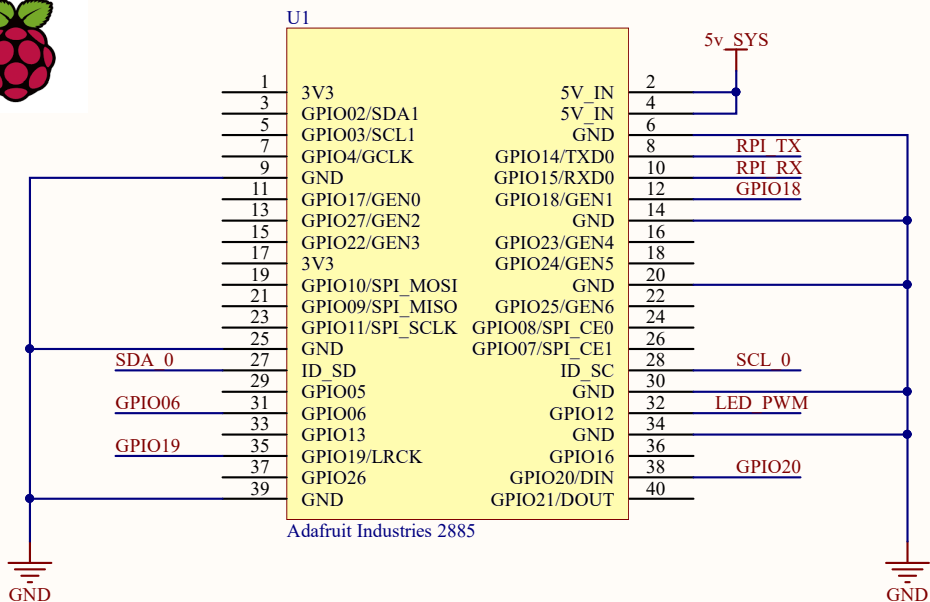 U1
5v_SYS
1 3V3 5V_IN 2
3 GPIO02/SDA1 5V_IN 4
5 GPIO03/SCL1 GND 6
7 GPIO4/GCLK GPIO14/TXD0 8 RPI_TX
9 GND GPIO15/RXD0 10 RPI_RX
11 GPIO17/GEN0 GPIO18/GEN1 12 GPIO18
13 GPIO27/GEN2 GND 14
15 GPIO22/GEN3 GPIO23/GEN4 16
17 3V3 GPIO24/GEN5 18
19 GPIO10/SPI_MOSI GND 20
21 GPIO09/SPI_MISO GPIO25/GEN6 22
23 GPIO11/SPI_SCLK GPIO08/SPI_CE0 24
25 GND GPIO07/SPI_CE1 26
SDA_0 27 ID_SD ID_SC 28 SCL_0
29 GPIO05 GND 30
GPIO06 31 GPIO06 GPIO12 32 LED_PWM
33 GPIO13 GND 34
GPIO19 35 GPIO19/LRCK GPIO16 36
37 GPIO26 GPIO20/DIN 38 GPIO20
39 GND GPIO21/DOUT 40
Adafruit Industries 2885
GND GND